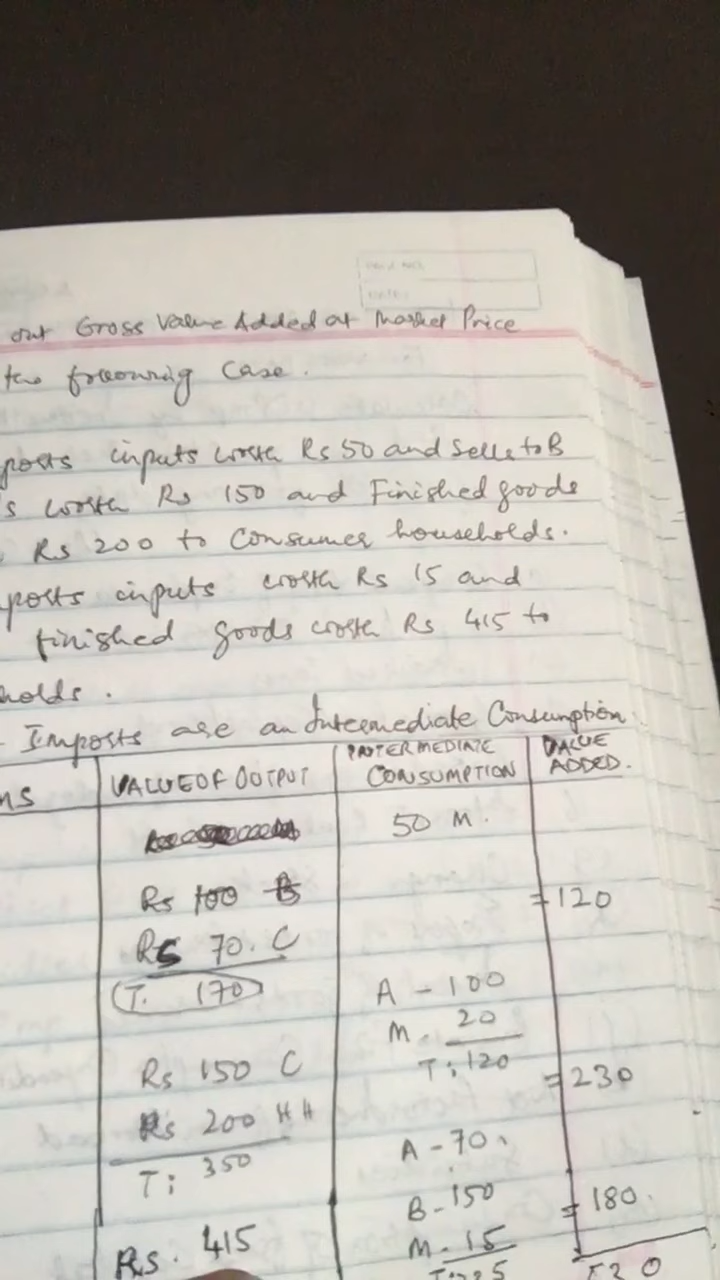 out Gross Value Added at Market Price
the following case.
ports inputs worth Rs 50 and sells to B
's worth Rs 150 and Finished goods
Rs 200 to Consumer households.
ports inputs worth Rs 15 and
finished goods worth Rs 415 to
holds.
- Imports are an Intermediate Consumption.
ms VALUE OF OUTPUT INTERMEDIATE CONSUMPTION VALUE ADDED.
50 M.
Rs 100 B = 120
Rs 70. C
T. 170
A - 100
M. 20
T: 120
Rs 150 C = 230
Rs 200 HH
T: 350
A - 70.
B - 150 = 180.
Rs. 415 M - 15